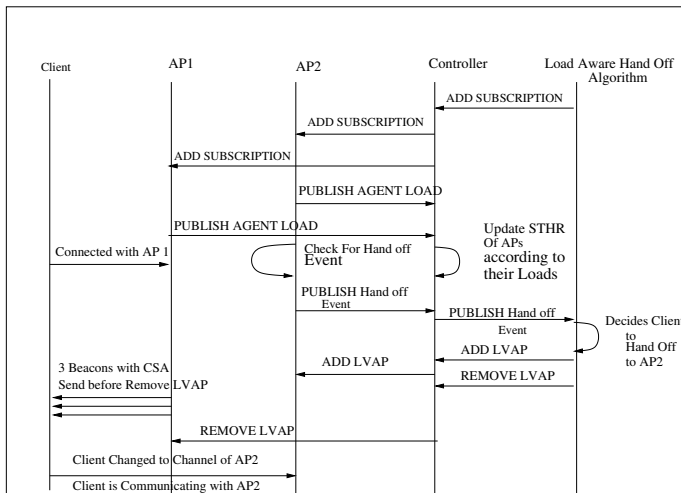 Client
AP1
AP2
Controller
Load Aware Hand Off
Algorithm
ADD SUBSCRIPTION
ADD SUBSCRIPTION
ADD SUBSCRIPTION
PUBLISH AGENT LOAD
PUBLISH AGENT LOAD
Connected with AP 1
Check For Hand off
Event
Update STHR
Of APs
according to
their Loads
PUBLISH Hand off
Event
PUBLISH Hand off
Event
Decides Client
to
Hand Off
to AP2
ADD LVAP
ADD LVAP
3 Beacons with CSA
Send before Remove LVAP
REMOVE LVAP
REMOVE LVAP
Client Changed to Channel of AP2
Client is Communicating with AP2